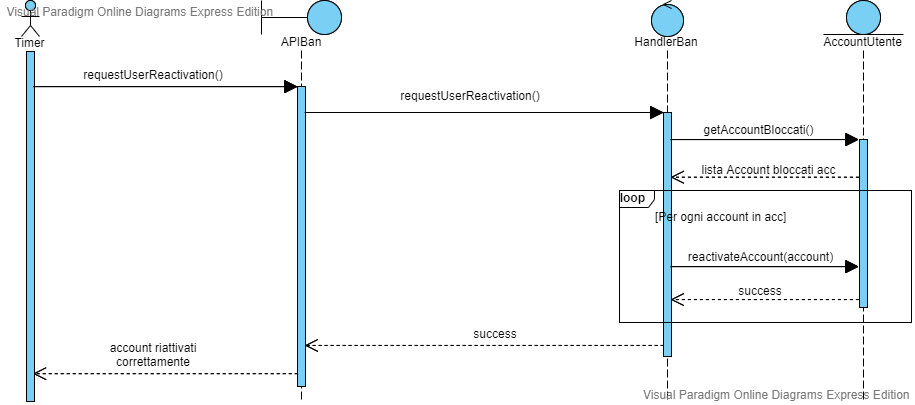 Visual Paradigm Online Diagrams Express Edition
Timer
APIBan
HandlerBan
AccountUtente
requestUserReactivation()
requestUserReactivation()
getAccountBloccati()
lista Account bloccati acc
loop
[Per ogni account in acc]
reactivateAccount(account)
success
success
account riattivati
correttamente
Visual Paradigm Online Diagrams Express Edition